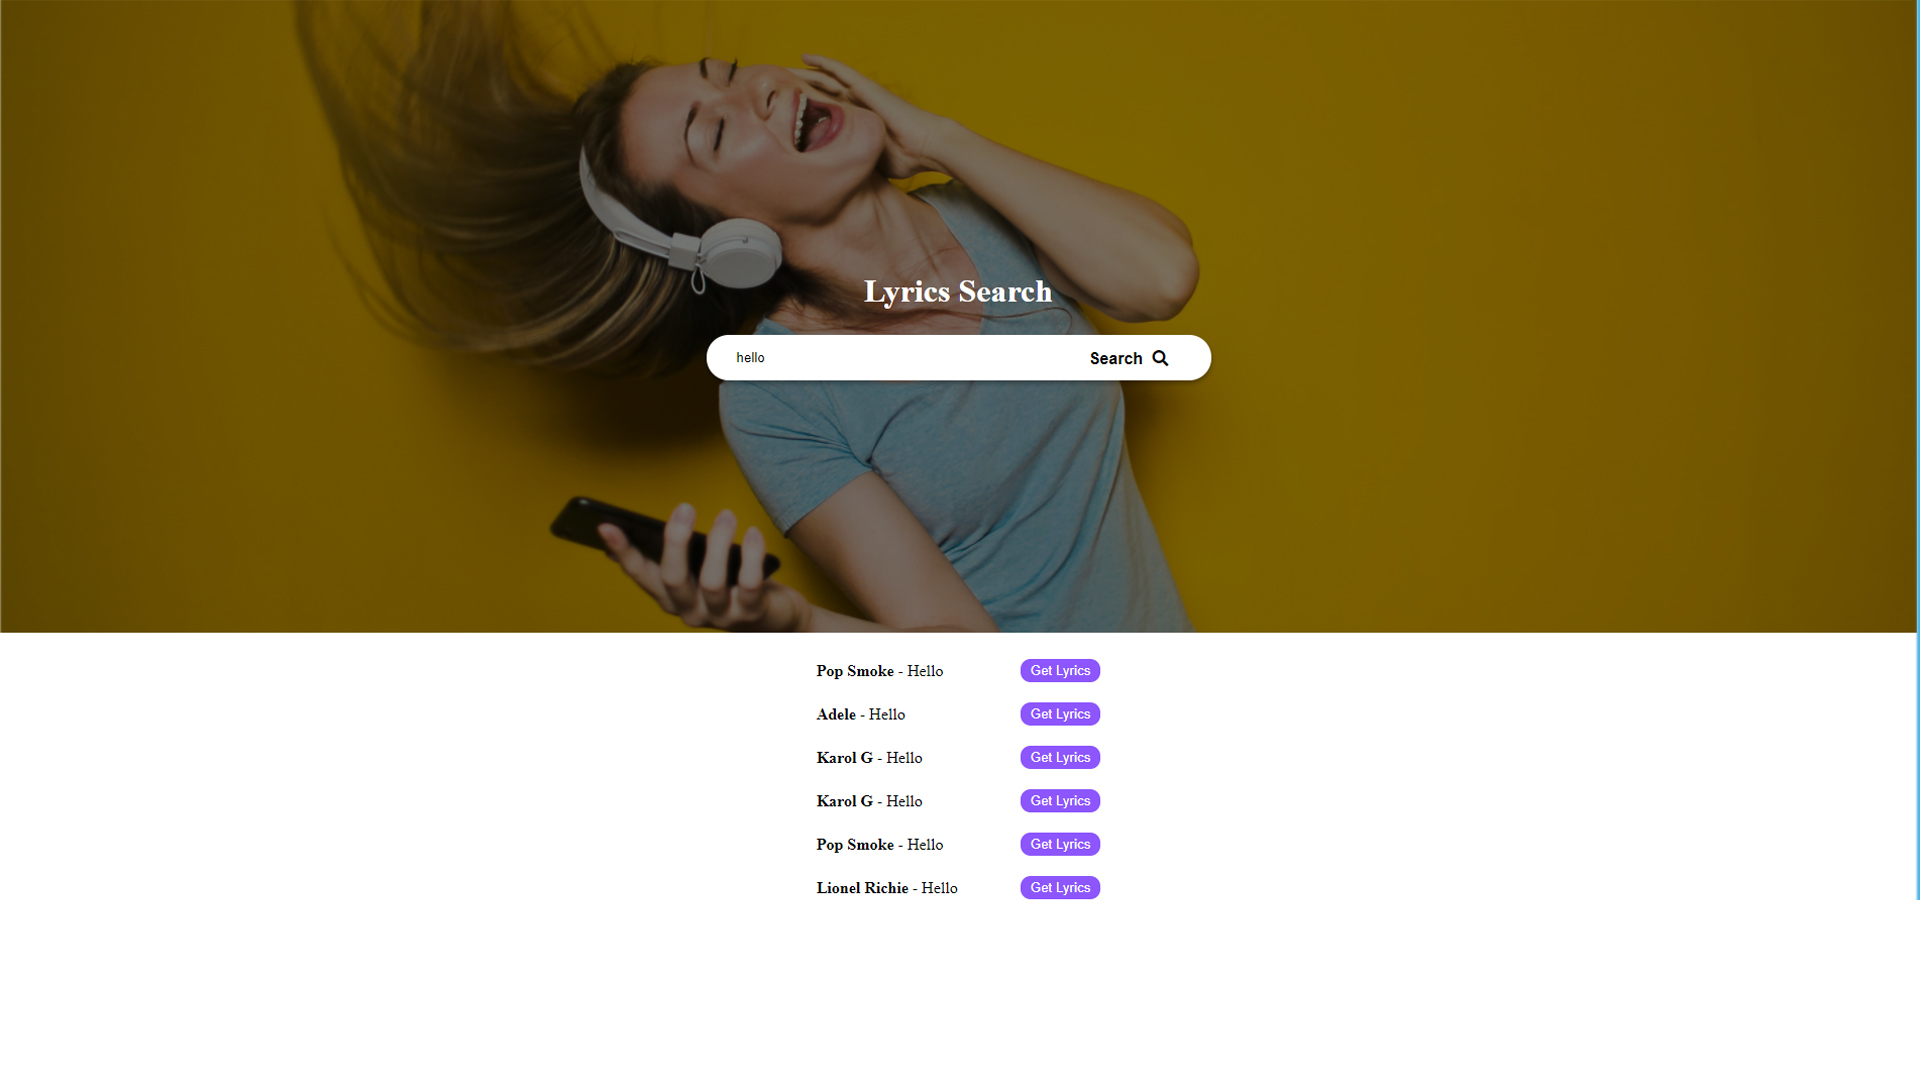 Lyrics Search
hello Search
Pop Smoke - Hello Get Lyrics
Adele - Hello Get Lyrics
Karol G - Hello Get Lyrics
Karol G - Hello Get Lyrics
Pop Smoke - Hello Get Lyrics
Lionel Richie - Hello Get Lyrics